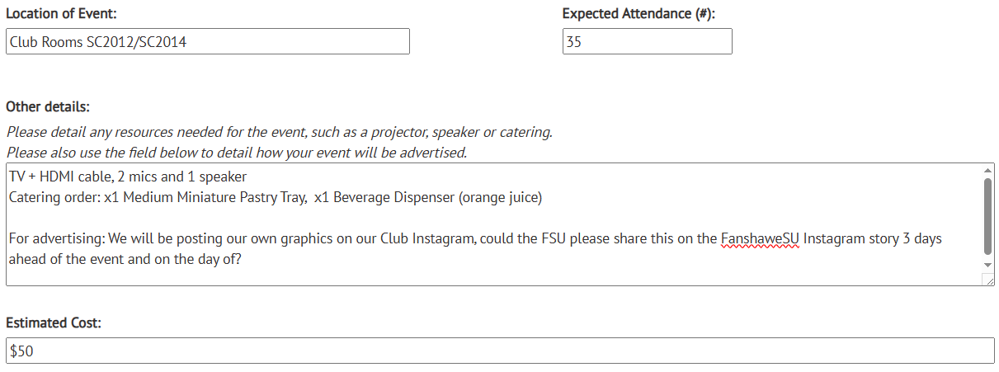 Location of Event:
Expected Attendance (#):
Club Rooms SC2012/SC2014
35
Other details:
Please detail any resources needed for the event, such as a projector, speaker or catering.
Please also use the field below to detail how your event will be advertised.
TV + HDMI cable, 2 mics and 1 speaker
Catering order: x1 Medium Miniature Pastry Tray,  x1 Beverage Dispenser (orange juice)
For advertising: We will be posting our own graphics on our Club Instagram, could the FSU please share this on the FanshaweSU Instagram story 3 days
ahead of the event and on the day of?
Estimated Cost:
$50